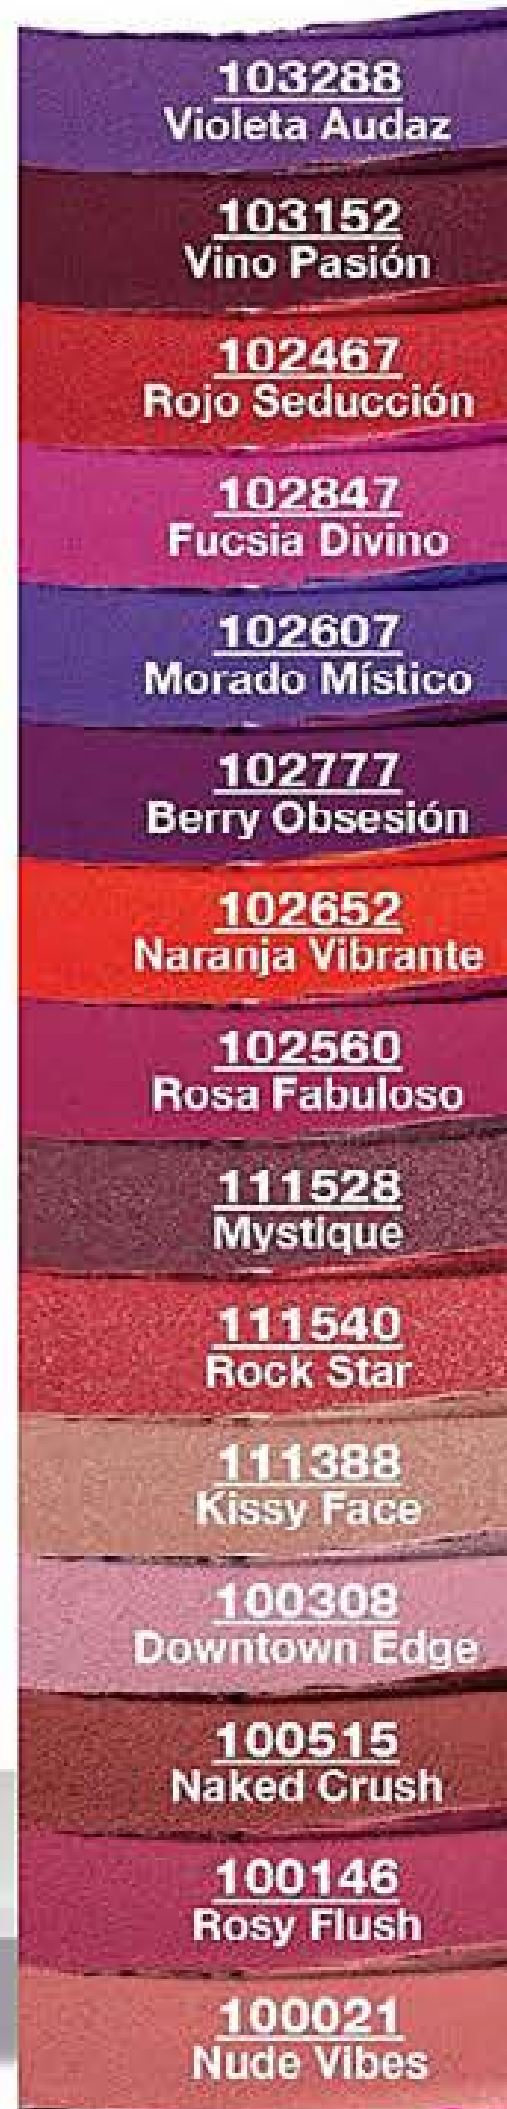 103288
Violeta Audaz
103152
Vino Pasión
102467
Rojo Seducción
102847
Fucsia Divino
102607
Morado Místico
102777
Berry Obsesión
102652
Naranja Vibrante
102560
Rosa Fabuloso
111528
Mystique
111540
Rock Star
111388
Kissy Face
100308
Downtown Edge
100515
Naked Crush
100146
Rosy Flush
100021
Nude Vibes